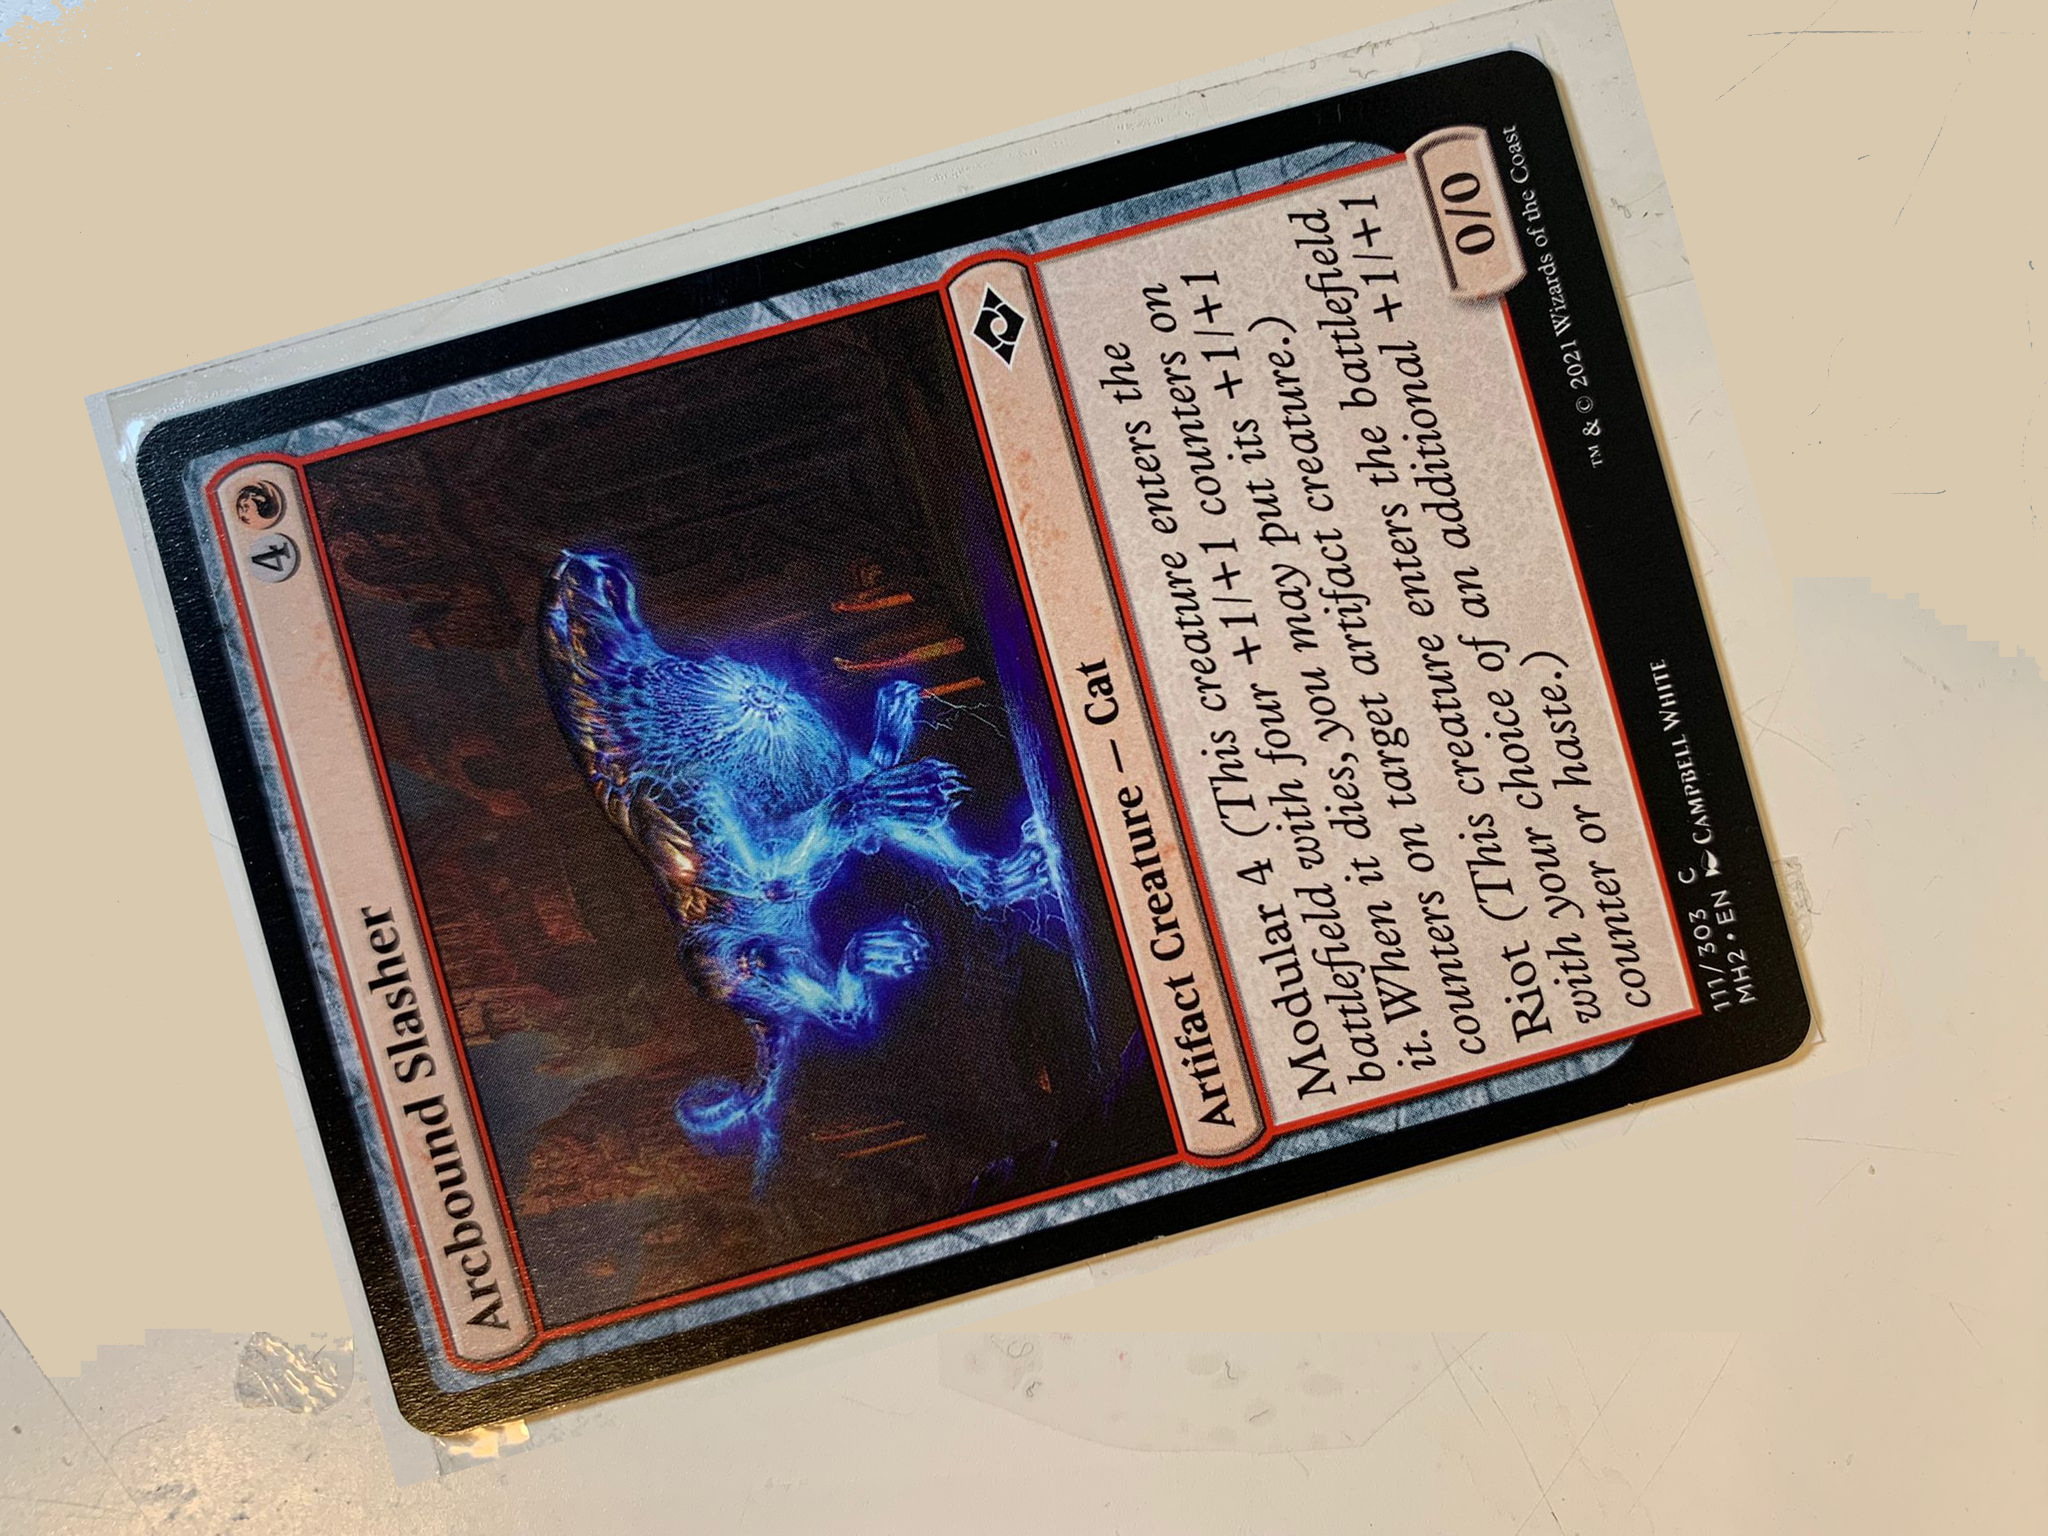 Arcbound Slasher
4
Artifact Creature — Cat
Modular 4 (This creature enters the
battlefield with four +1/+1 counters on
it. When it dies, you may put its +1/+1
counters on target artifact creature.)
Riot (This creature enters the battlefield
with your choice of an additional +1/+1
counter or haste.)
0/0
111/303 C
MH2 • EN CAMPBELL WHITE
™ & © 2021 Wizards of the Coast